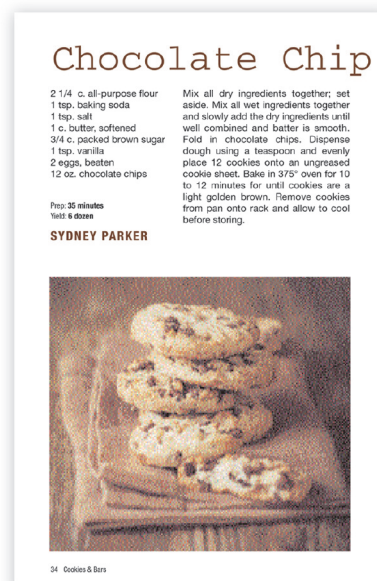 Chocolate Chip
2 1/4 c. all-purpose flour
1 tsp. baking soda
1 tsp. salt
1 c. butter, softened
3/4 c. packed brown sugar
1 tsp. vanilla
2 eggs, beaten
12 oz. chocolate chips
Prep: 35 minutes
Yield: 6 dozen
SYDNEY PARKER
Mix all dry ingredients together; set
aside. Mix all wet ingredients together
and slowly add the dry ingredients until
well combined and batter is smooth.
Fold in chocolate chips. Dispense
dough using a teaspoon and evenly
place 12 cookies onto an ungreased
cookie sheet. Bake in 375° oven for 10
to 12 minutes for until cookies are a
light golden brown. Remove cookies
from pan onto rack and allow to cool
before storing.
34 Cookies & Bars